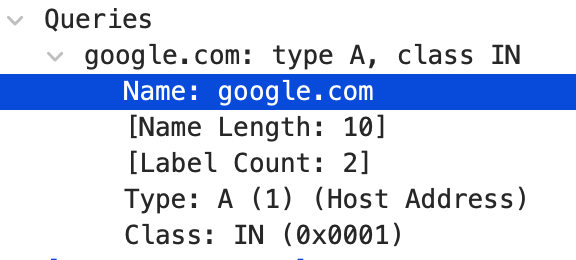 Queries
google.com: type A, class IN
Name: google.com
[Name Length: 10]
[Label Count: 2]
Type: A (1) (Host Address)
Class: IN (0x0001)